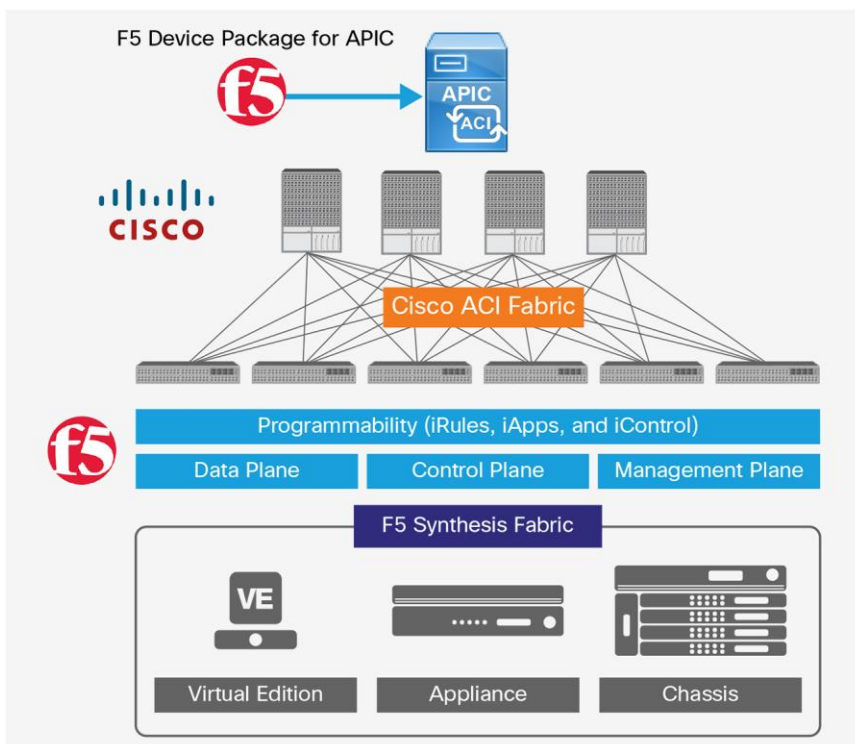 F5 Device Package for APIC
f5
APIC
ACI
CISCO
Cisco ACI Fabric
f5
Programmability (iRules, iApps, and iControl)
Data Plane
Control Plane
Management Plane
F5 Synthesis Fabric
VE
Virtual Edition
Appliance
Chassis